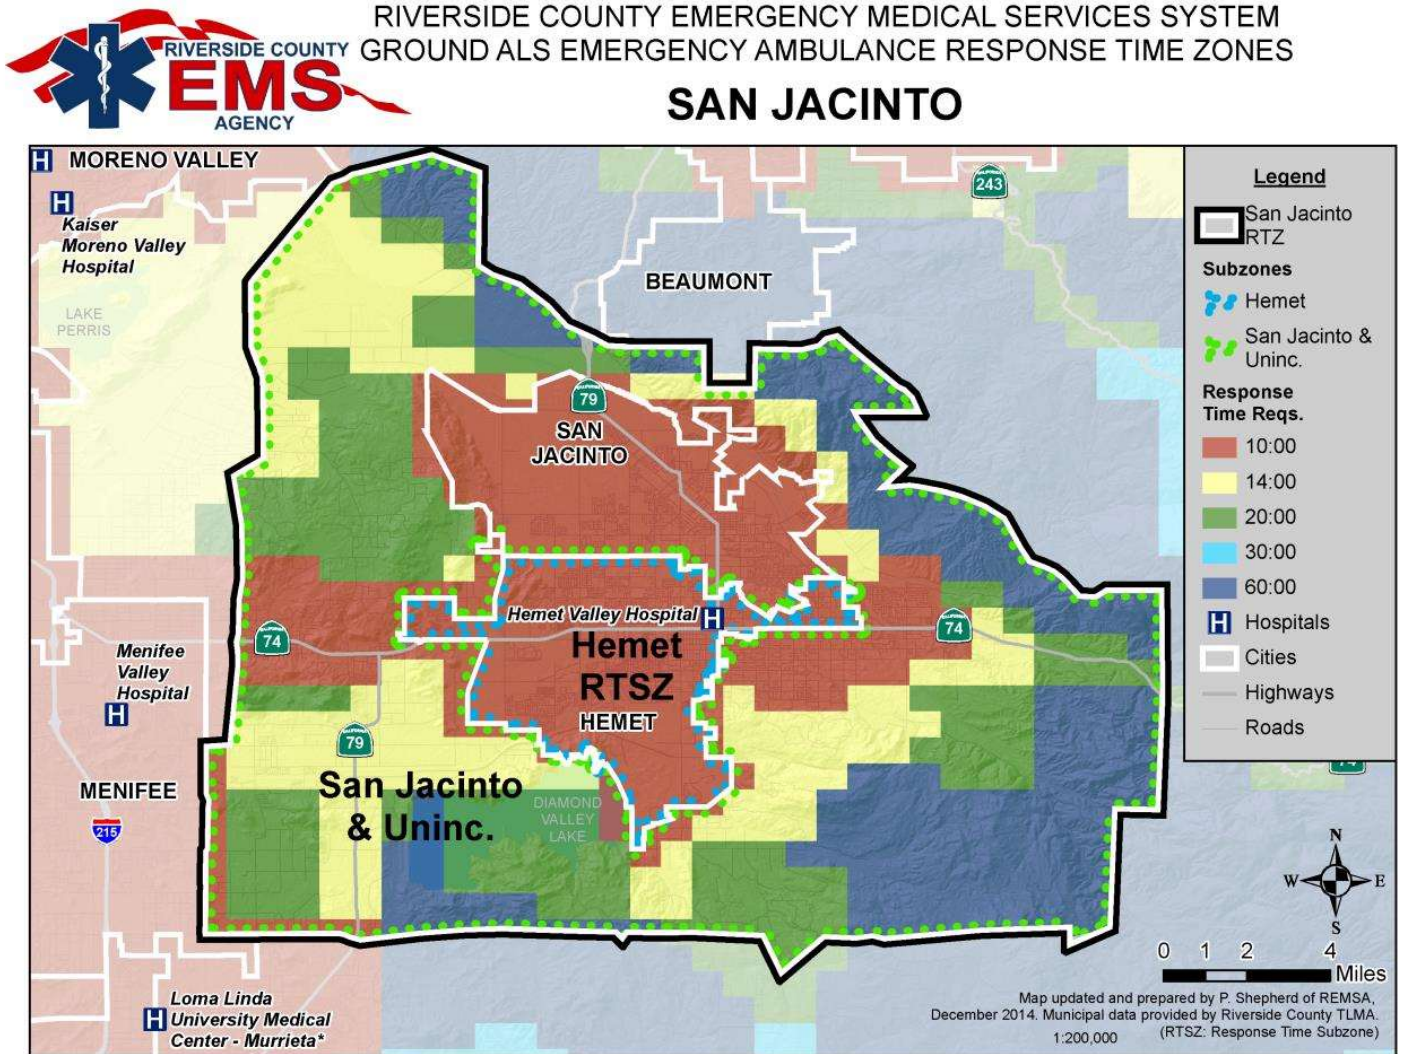 RIVERSIDE COUNTY EMERGENCY MEDICAL SERVICES SYSTEM
GROUND ALS EMERGENCY AMBULANCE RESPONSE TIME ZONES
SAN JACINTO
RIVERSIDE COUNTY
EMS
AGENCY
H MORENO VALLEY
H
Kaiser
Moreno Valley
Hospital
LAKE
PERRIS
BEAUMONT
243
79
SAN
JACINTO
Hemet Valley Hospital H
74
74
Hemet
RTSZ
HEMET
Menifee
Valley
Hospital
H
79
MENIFEE
215
San Jacinto
& Uninc.
DIAMOND
VALLEY
LAKE
Loma Linda
H University Medical
Center - Murrieta*
Legend
San Jacinto
RTZ
Subzones
Hemet
San Jacinto &
Uninc.
Response
Time Reqs.
10:00
14:00
20:00
30:00
60:00
H Hospitals
Cities
Highways
Roads
74
N
W E
S
0 1 2 4
Miles
Map updated and prepared by P. Shepherd of REMSA,
December 2014. Municipal data provided by Riverside County TLMA.
1:200,000 (RTSZ: Response Time Subzone)